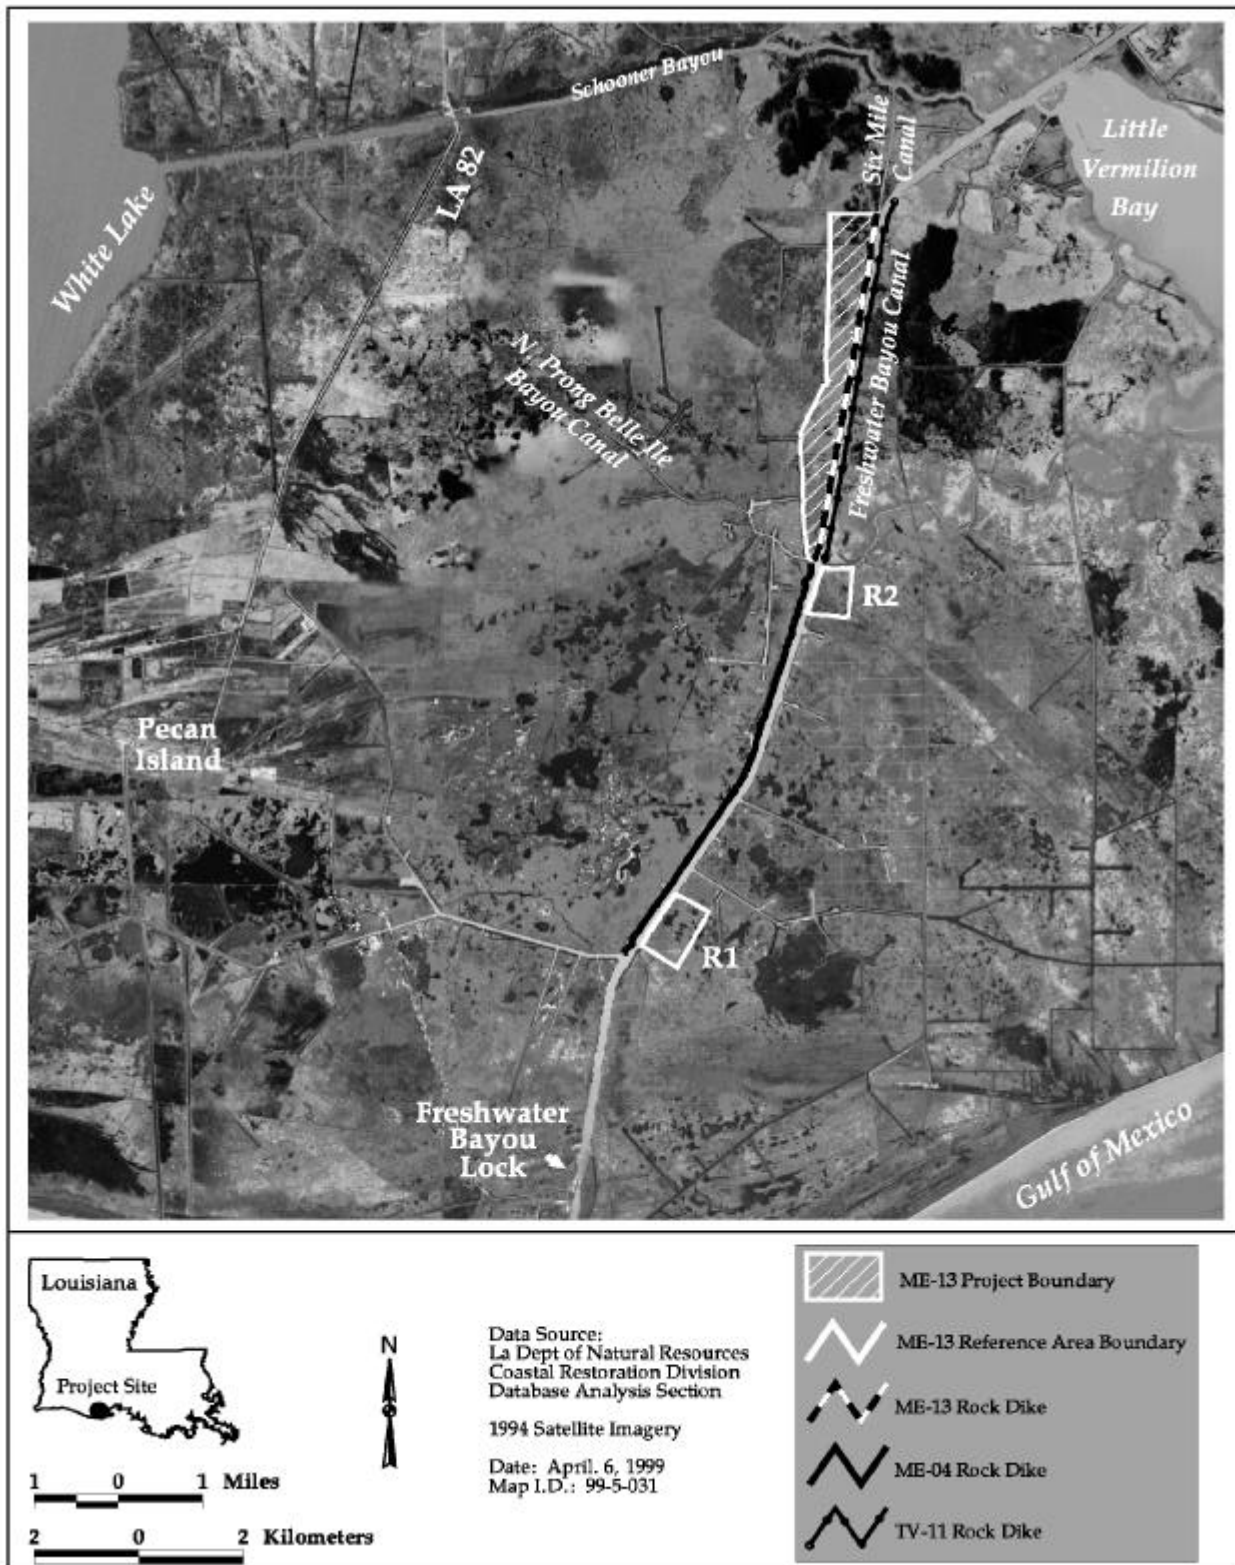 Schooner Bayou
Six Mile
Canal
Little
Vermilion
Bay
LA 82
White Lake
Freshwater Bayou Canal
N. Prong Belle Ile
Bayou Canal
R2
Pecan
Island
R1
Freshwater
Bayou
Lock
Gulf of Mexico
Louisiana
Project Site
N
1 0 1 Miles
2 0 2 Kilometers
Data Source:
La Dept of Natural Resources
Coastal Restoration Division
Database Analysis Section
1994 Satellite Imagery
Date: April. 6, 1999
Map I.D.: 99-5-031
ME-13 Project Boundary
ME-13 Reference Area Boundary
ME-13 Rock Dike
ME-04 Rock Dike
TV-11 Rock Dike